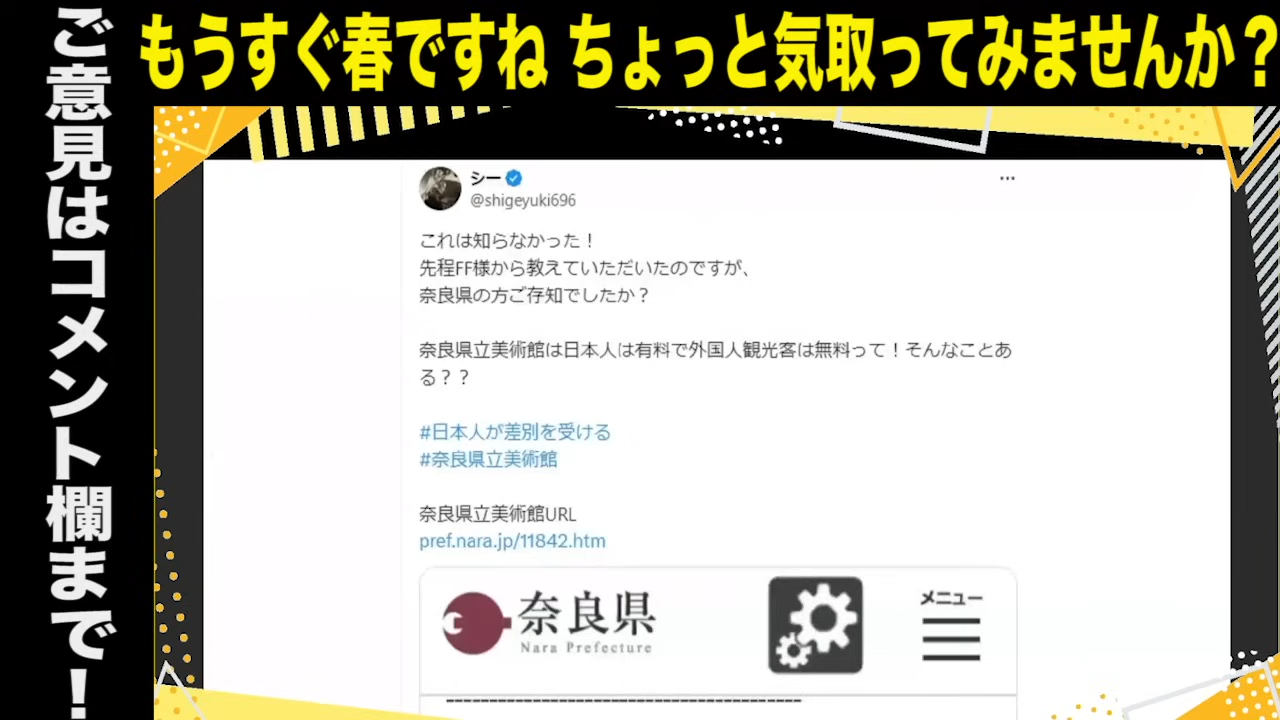 もうすぐ春ですね ちょっと気取ってみませんか？
ご意見はコメント欄まで！
シー
@shigeyuki696
これは知らなかった！
先程FF様から教えていただいたのですが、
奈良県の方ご存知でしたか？
奈良県立美術館は日本人は有料で外国人観光客は無料って！そんなことあ
る？？
#日本人が差別を受ける
#奈良県立美術館
奈良県立美術館URL
pref.nara.jp/11842.htm
奈良県
Nara Prefecture
メニュー